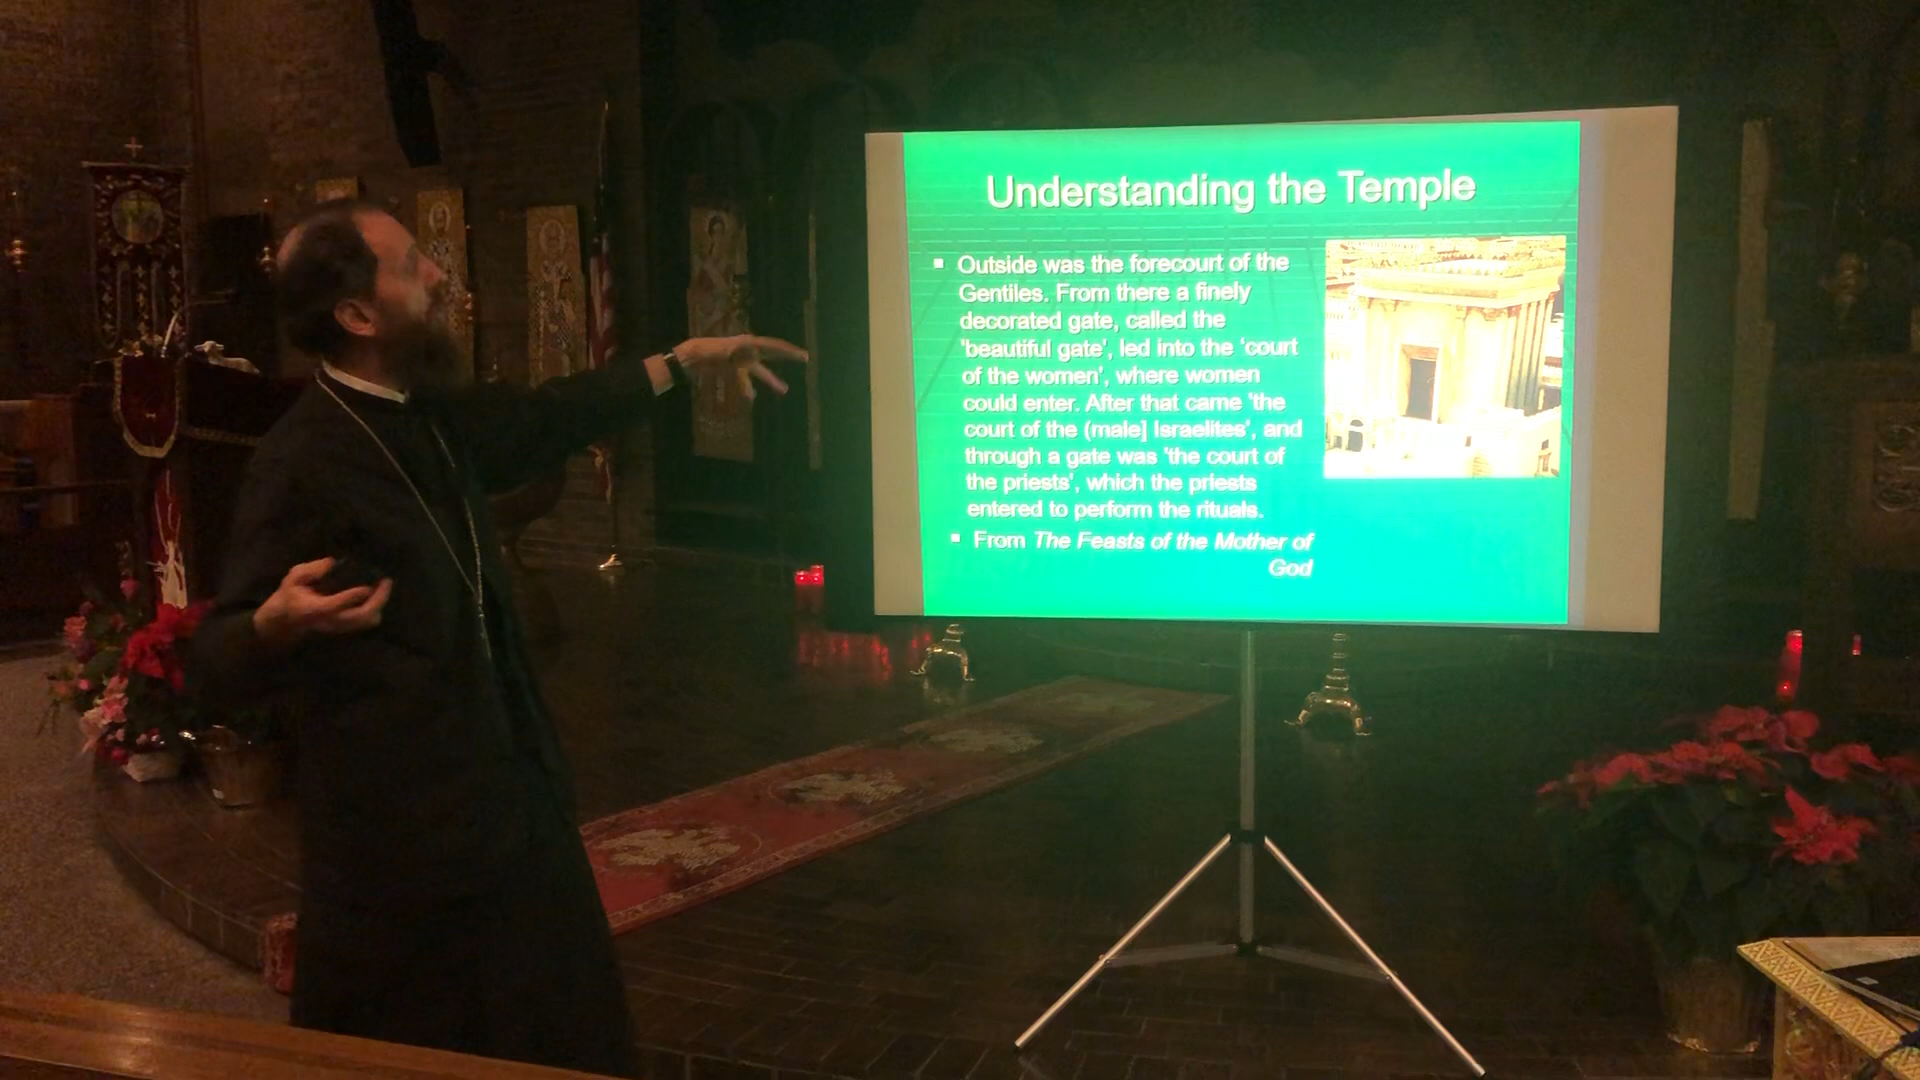 Understanding the Temple
Outside was the forecourt of the
Gentiles. From there a finely
decorated gate, called the
'beautiful gate', led into the ‘court
of the women', where women
could enter. After that came 'the
court of the (male] Israelites', and
through a gate was 'the court of
the priests', which the priests
entered to perform the rituals.
From The Feasts of the Mother of
God